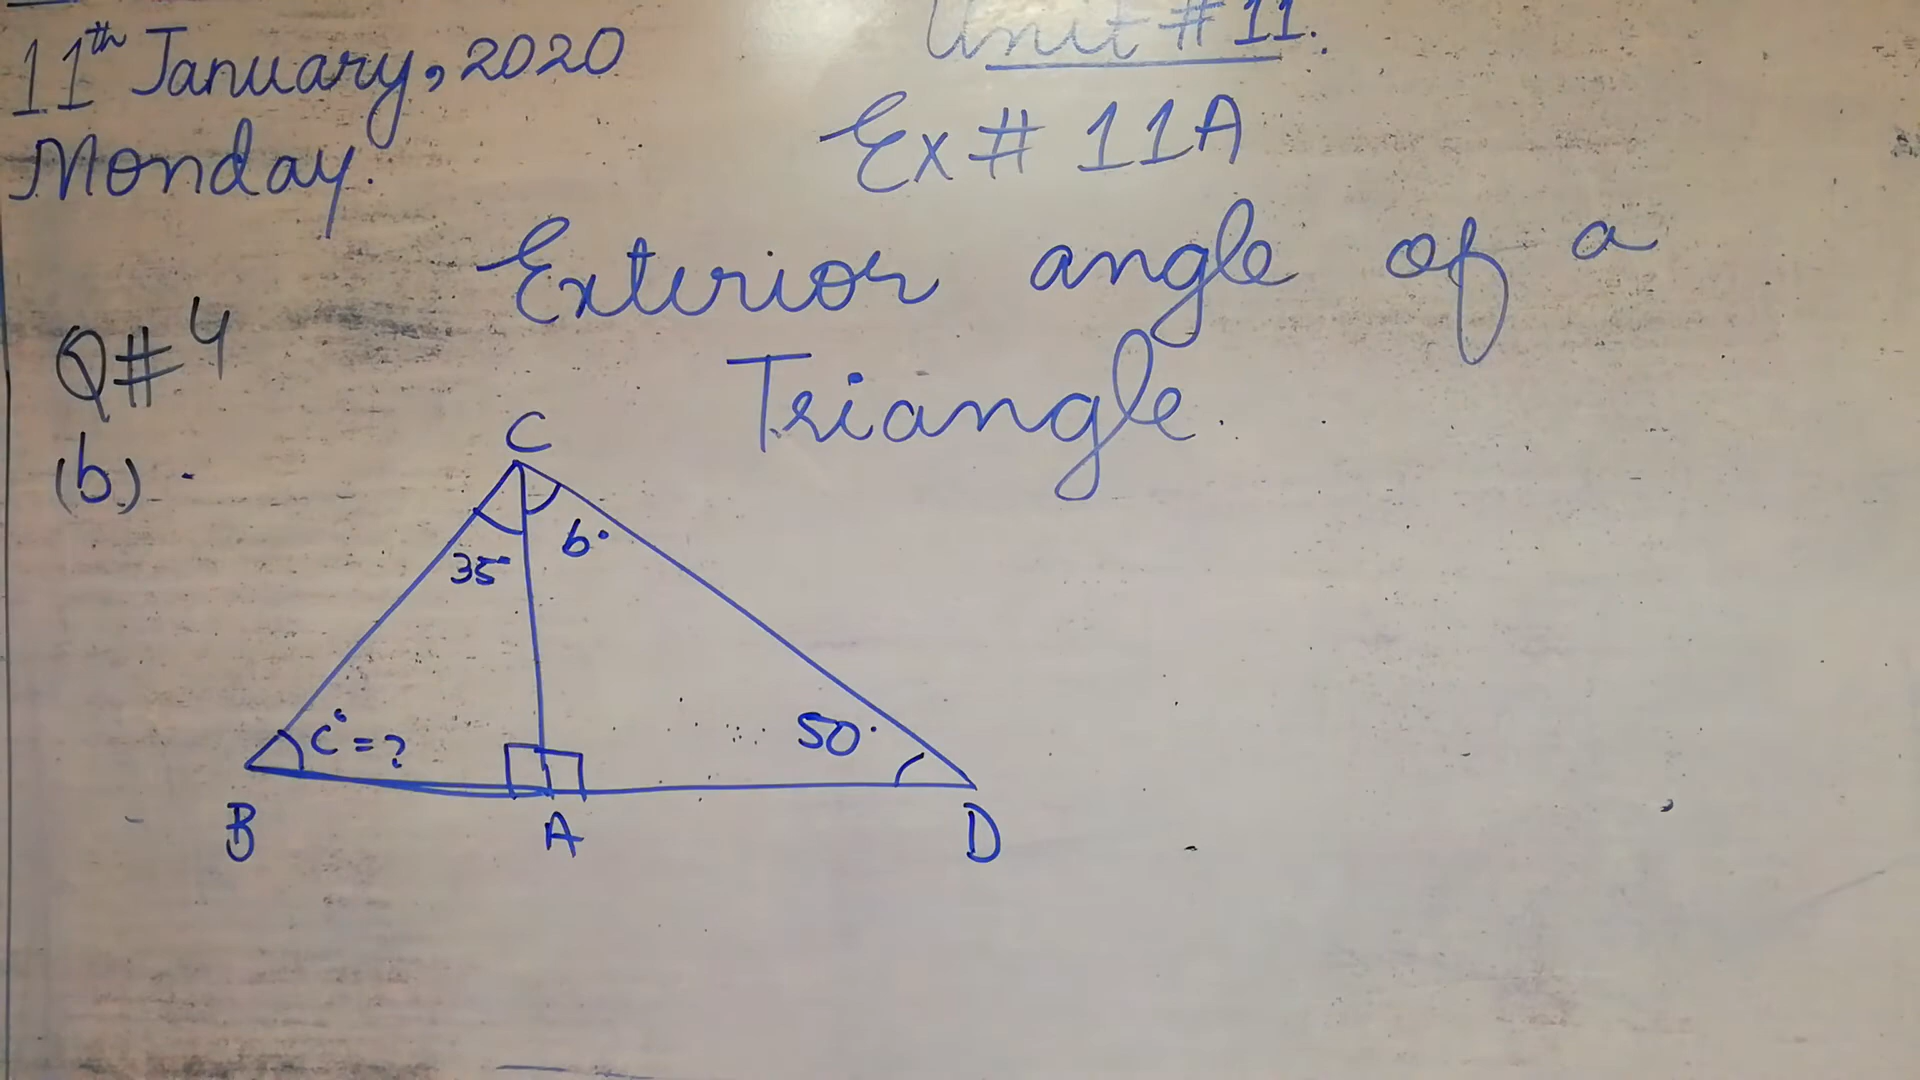 11th January, 2020
Monday.
Unit # 11.
Ex # 11A
Exterior angle of a
Triangle.
Q#4
(b).
C
35°
b°
c°=?
50°
B
A
D